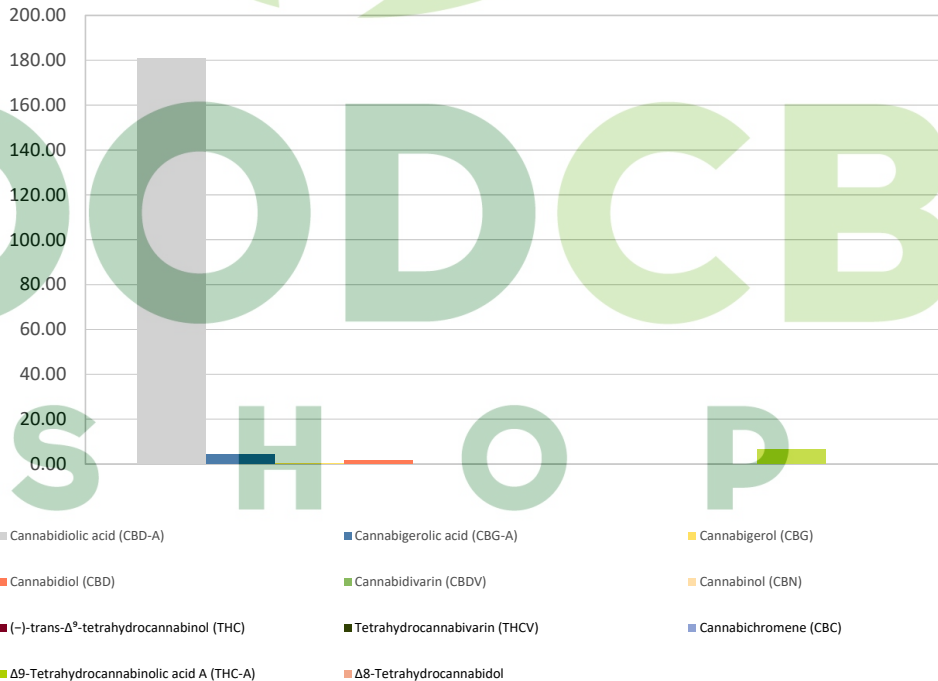 200.00
180.00
160.00
140.00
120.00
100.00
80.00
60.00
40.00
20.00
0.00
OODCB
SHOP
Cannabidiolic acid (CBD-A) Cannabigerolic acid (CBG-A) Cannabigerol (CBG)
Cannabidiol (CBD) Cannabidivarin (CBDV) Cannabinol (CBN)
(−)-trans-Δ⁹-tetrahydrocannabinol (THC) Tetrahydrocannabivarin (THCV) Cannabichromene (CBC)
Δ9-Tetrahydrocannabinolic acid A (THC-A) Δ8-Tetrahydrocannabidol